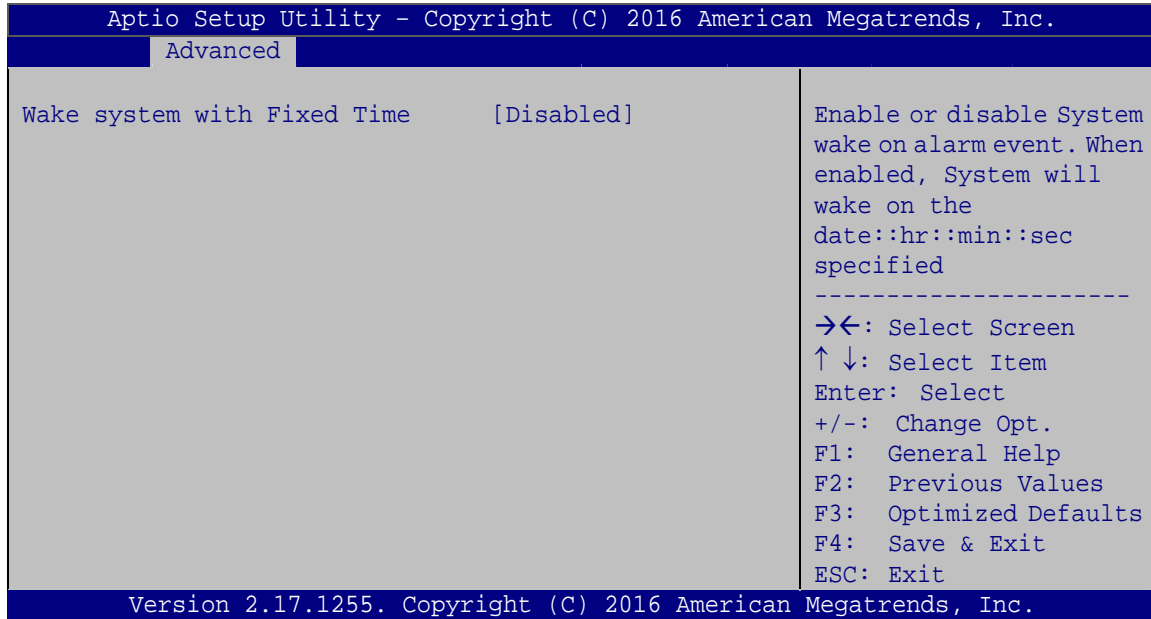 Aptio Setup Utility – Copyright (C) 2016 American Megatrends, Inc.
Advanced
Wake system with Fixed Time [Disabled]
Enable or disable System
wake on alarm event. When
enabled, System will
wake on the
date::hr::min::sec
specified
----------------------
→←: Select Screen
↑ ↓: Select Item
Enter: Select
+/-: Change Opt.
F1: General Help
F2: Previous Values
F3: Optimized Defaults
F4: Save & Exit
ESC: Exit
Version 2.17.1255. Copyright (C) 2016 American Megatrends, Inc.